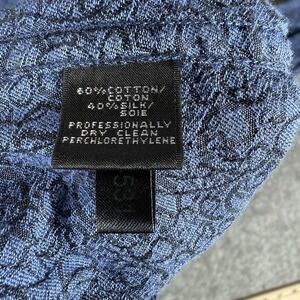 60%COTTON/
COTON
40%SILK/
SOIE
PROFESSIONALLY
DRY CLEAN
PERCHLORETHYLENE